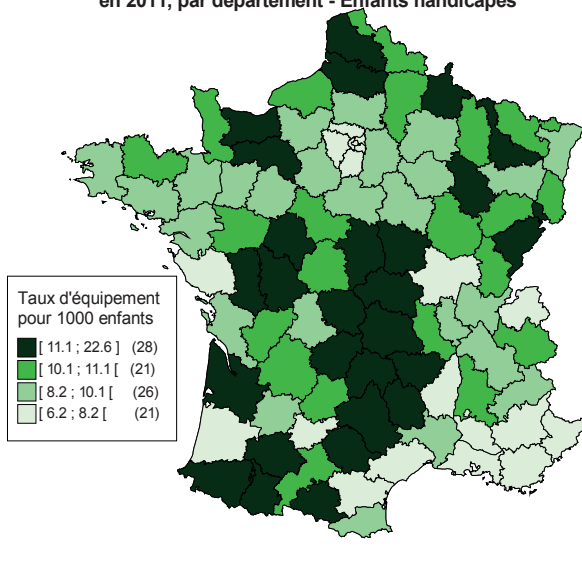 en 2011, par département - Enfants handicapés
Taux d'équipement
pour 1000 enfants
[ 11.1 ; 22.6 ] (28)
[ 10.1 ; 11.1 [ (21)
[ 8.2 ; 10.1 [ (26)
[ 6.2 ; 8.2 [ (21)